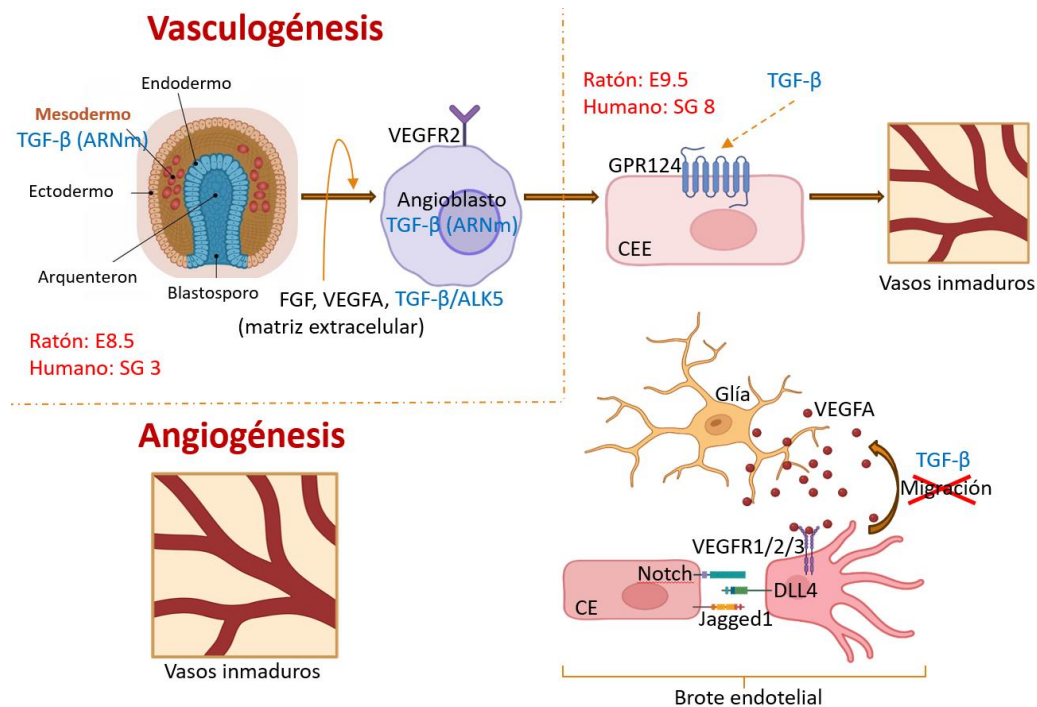 Vasculogénesis
Endodermo
Mesodermo
TGF-β (ARNm)
Ectodermo
Arquenteron
Blastosporo
Ratón: E8.5
Humano: SG 3
VEGFR2
Angioblasto
TGF-β (ARNm)
FGF, VEGFA, TGF-β/ALK5
(matriz extracelular)
Ratón: E9.5
Humano: SG 8
TGF-β
GPR124
CEE
Vasos inmaduros
Angiogénesis
Vasos inmaduros
Glía
VEGFA
TGF-β
Migración
VEGFR1/2/3
Notch
DLL4
CE
Jagged1
Brote endotelial